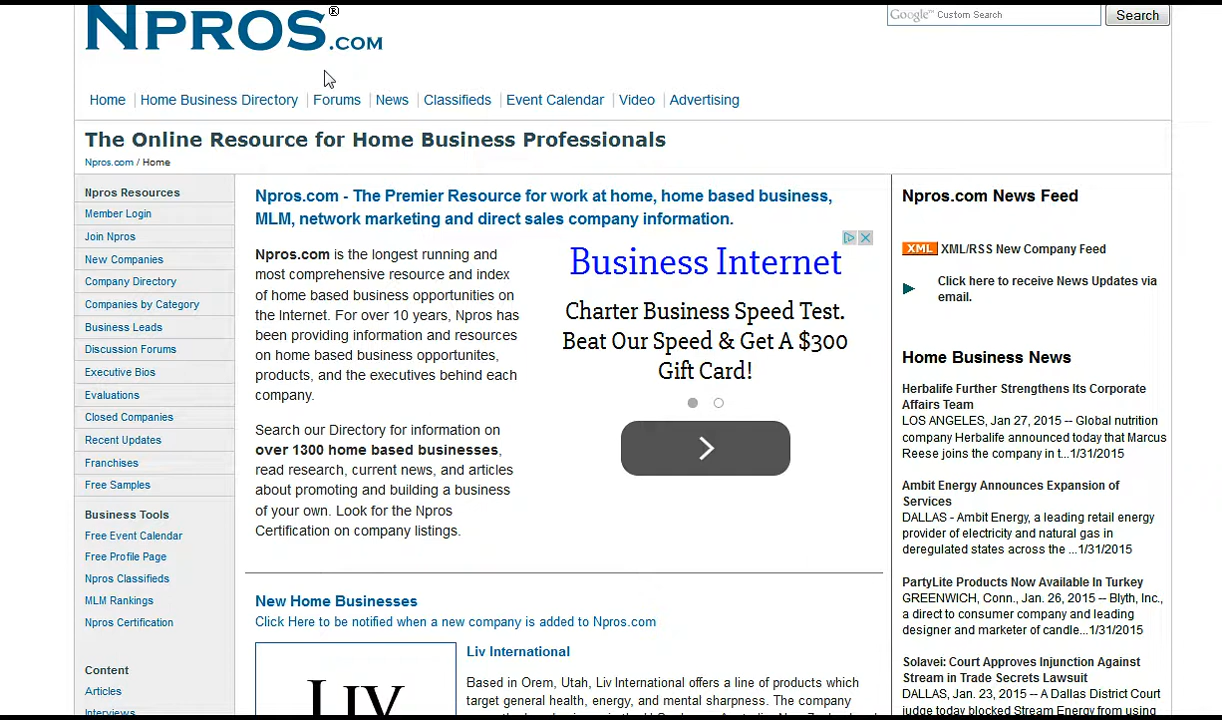 NPROS.COM®
Google™ Custom Search
Search
Home
Home Business Directory
Forums
News
Classifieds
Event Calendar
Video
Advertising
The Online Resource for Home Business Professionals
Npros.com / Home
Npros Resources
Member Login
Join Npros
New Companies
Company Directory
Companies by Category
Business Leads
Discussion Forums
Executive Bios
Evaluations
Closed Companies
Recent Updates
Franchises
Free Samples
Business Tools
Free Event Calendar
Free Profile Page
Npros Classifieds
MLM Rankings
Npros Certification
Content
Articles
Interviews
Npros.com - The Premier Resource for work at home, home based business,
MLM, network marketing and direct sales company information.
Npros.com is the longest running and
most comprehensive resource and index
of home based business opportunities on
the Internet. For over 10 years, Npros has
been providing information and resources
on home based business opportunites,
products, and the executives behind each
company.
Search our Directory for information on
over 1300 home based businesses,
read research, current news, and articles
about promoting and building a business
of your own. Look for the Npros
Certification on company listings.
Business Internet
Charter Business Speed Test.
Beat Our Speed & Get A $300
Gift Card!
New Home Businesses
Click Here to be notified when a new company is added to Npros.com
LIV
Liv International
Based in Orem, Utah, Liv International offers a line of products which
target general health, energy, and mental sharpness. The company
Npros.com News Feed
XML
XML/RSS New Company Feed
Click here to receive News Updates via
email.
Home Business News
Herbalife Further Strengthens Its Corporate
Affairs Team
LOS ANGELES, Jan 27, 2015 -- Global nutrition
company Herbalife announced today that Marcus
Reese joins the company in t...1/31/2015
Ambit Energy Announces Expansion of
Services
DALLAS - Ambit Energy, a leading retail energy
provider of electricity and natural gas in
deregulated states across the ...1/31/2015
PartyLite Products Now Available In Turkey
GREENWICH, Conn., Jan. 26, 2015 -- Blyth, Inc.,
a direct to consumer company and leading
designer and marketer of candle...1/31/2015
Solavei: Court Approves Injunction Against
Stream in Trade Secrets Lawsuit
DALLAS, Jan. 23, 2015 -- A Dallas District Court
judge today blocked Stream Energy from using